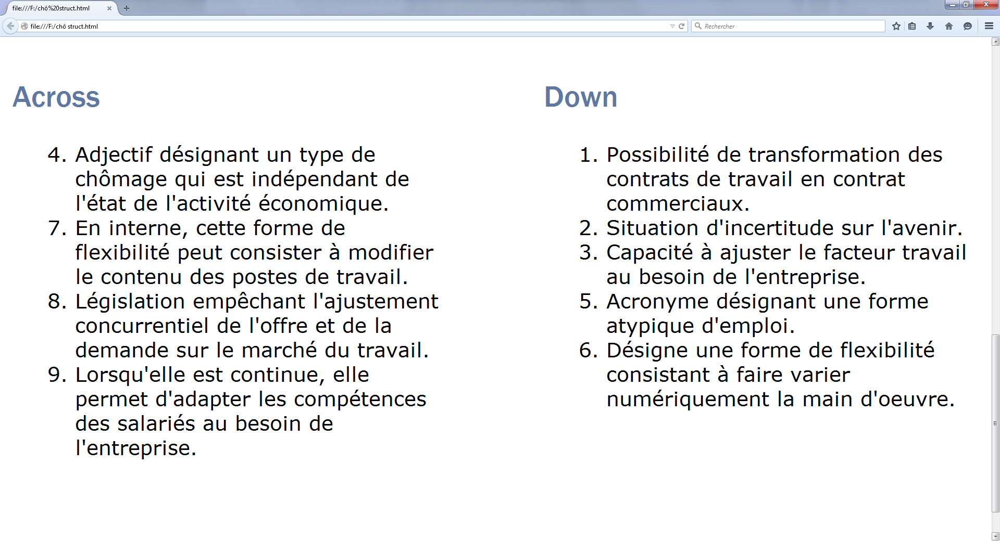 file:///F:/chô%20struct.html
file:///F:/chô struct.html
Rechercher
Across
4. Adjectif désignant un type de
chômage qui est indépendant de
l'état de l'activité économique.
7. En interne, cette forme de
flexibilité peut consister à modifier
le contenu des postes de travail.
8. Législation empêchant l'ajustement
concurrentiel de l'offre et de la
demande sur le marché du travail.
9. Lorsqu'elle est continue, elle
permet d'adapter les compétences
des salariés au besoin de
l'entreprise.
Down
1. Possibilité de transformation des
contrats de travail en contrat
commerciaux.
2. Situation d'incertitude sur l'avenir.
3. Capacité à ajuster le facteur travail
au besoin de l'entreprise.
5. Acronyme désignant une forme
atypique d'emploi.
6. Désigne une forme de flexibilité
consistant à faire varier
numériquement la main d'oeuvre.